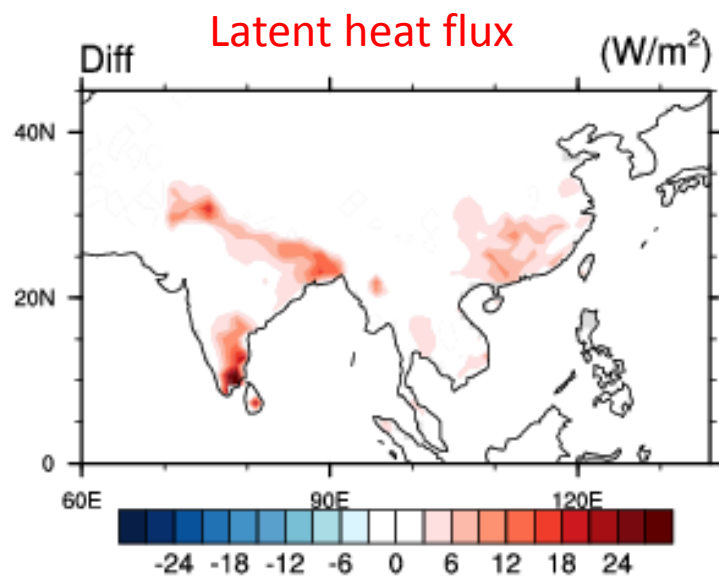 Latent heat flux
Diff (W/m²)
40N
20N
0
60E 90E 120E
-24 -18 -12 -6 0 6 12 18 24